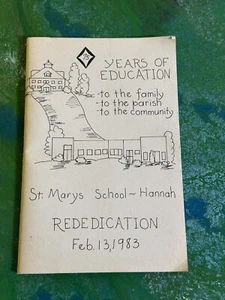 YEARS OF
EDUCATION
-to the family
-to the parish
-to the community
St. Marys School ~ Hannah
REDEDICATION
Feb. 13, 1983